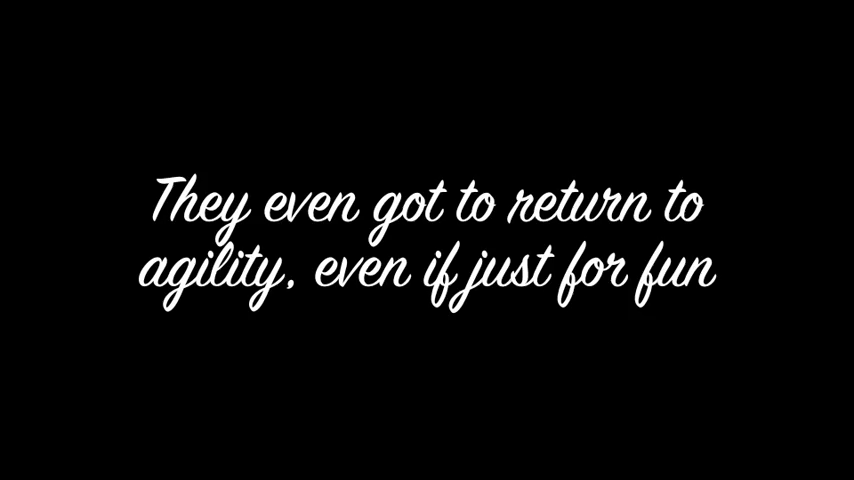 They even got to return to
agility, even if just for fun